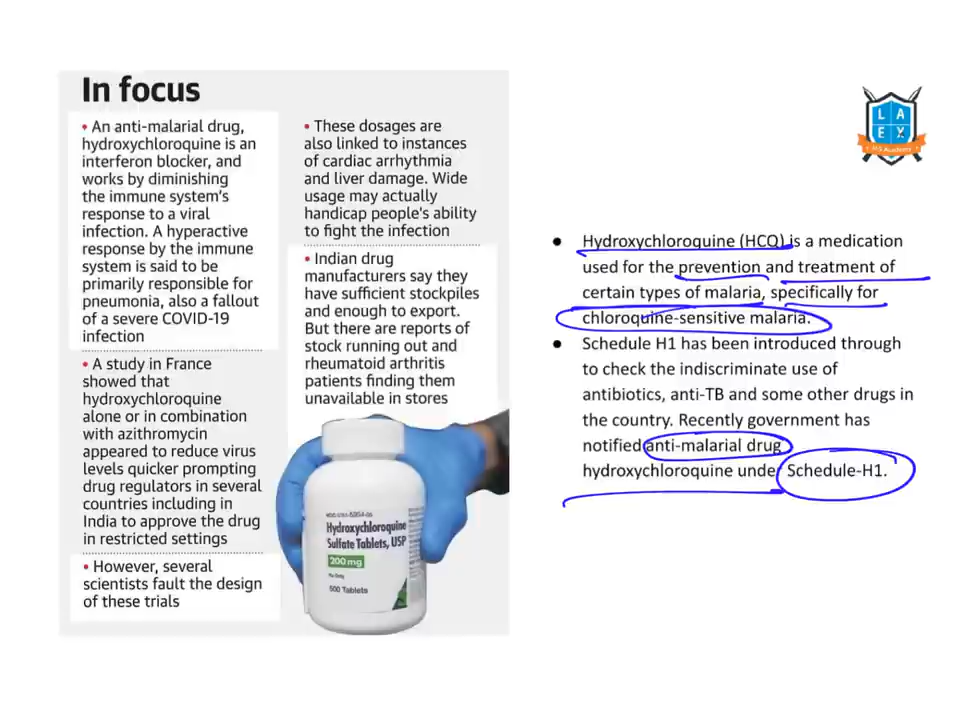 In focus
• An anti-malarial drug,
hydroxychloroquine is an
interferon blocker, and
works by diminishing
the immune system's
response to a viral
infection. A hyperactive
response by the immune
system is said to be
primarily responsible for
pneumonia, also a fallout
of a severe COVID-19
infection
• A study in France
showed that
hydroxychloroquine
alone or in combination
with azithromycin
appeared to reduce virus
levels quicker prompting
drug regulators in several
countries including in
India to approve the drug
in restricted settings
• However, several
scientists fault the design
of these trials
• These dosages are
also linked to instances
of cardiac arrhythmia
and liver damage. Wide
usage may actually
handicap people's ability
to fight the infection
• Indian drug
manufacturers say they
have sufficient stockpiles
and enough to export.
But there are reports of
stock running out and
rheumatoid arthritis
patients finding them
unavailable in stores
Hydroxychloroquine
Sulfate Tablets, USP
200 mg
Rx Only
500 Tablets
L A
E X
IAS Academy
● Hydroxychloroquine (HCQ) is a medication
used for the prevention and treatment of
certain types of malaria, specifically for
chloroquine-sensitive malaria.
● Schedule H1 has been introduced through
to check the indiscriminate use of
antibiotics, anti-TB and some other drugs in
the country. Recently government has
notified anti-malarial drug
hydroxychloroquine under Schedule-H1.